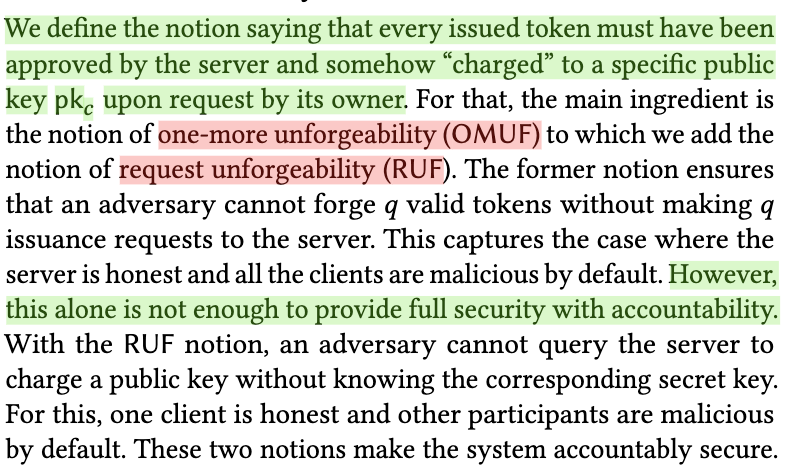 We define the notion saying that every issued token must have been
approved by the server and somehow “charged” to a specific public
key pk_c upon request by its owner. For that, the main ingredient is
the notion of one-more unforgeability (OMUF) to which we add the
notion of request unforgeability (RUF). The former notion ensures
that an adversary cannot forge q valid tokens without making q
issuance requests to the server. This captures the case where the
server is honest and all the clients are malicious by default. However,
this alone is not enough to provide full security with accountability.
With the RUF notion, an adversary cannot query the server to
charge a public key without knowing the corresponding secret key.
For this, one client is honest and other participants are malicious
by default. These two notions make the system accountably secure.